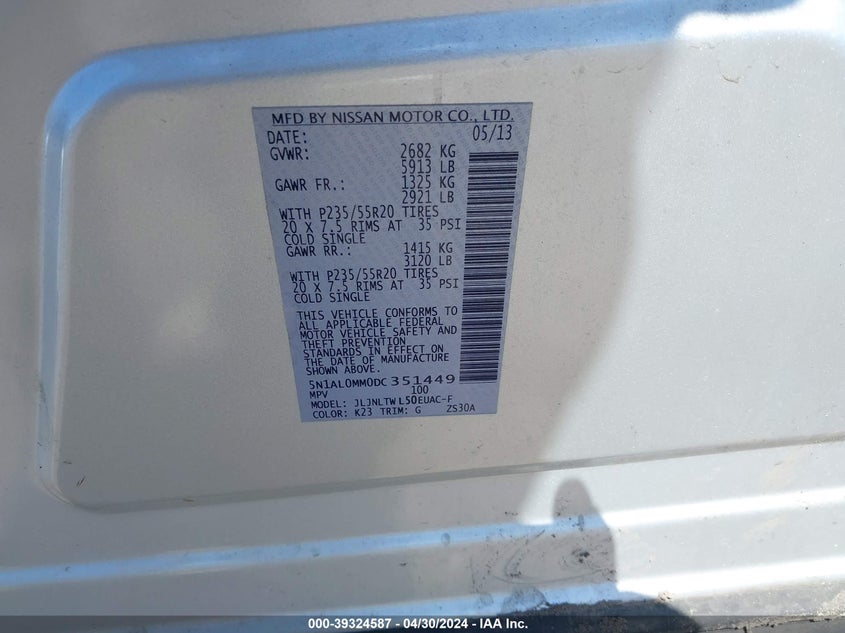 MFD BY NISSAN MOTOR CO., LTD.
DATE: 05/13
GVWR: 2682 KG
5913 LB
GAWR FR.: 1325 KG
2921 LB
WITH P235/55R20 TIRES
20 X 7.5 RIMS AT 35 PSI
COLD SINGLE
GAWR RR.: 1415 KG
3120 LB
WITH P235/55R20 TIRES
20 X 7.5 RIMS AT 35 PSI
COLD SINGLE
THIS VEHICLE CONFORMS TO
ALL APPLICABLE FEDERAL
MOTOR VEHICLE SAFETY AND
THEFT PREVENTION
STANDARDS IN EFFECT ON
THE DATE OF MANUFACTURE
SHOWN ABOVE.
5N1AL0MM0DC351449
MPV 100
MODEL: JLJNLTWL50EUAC-F
COLOR: K23 TRIM: G ZS30A
000-39324587 - 04/30/2024 - IAA Inc.